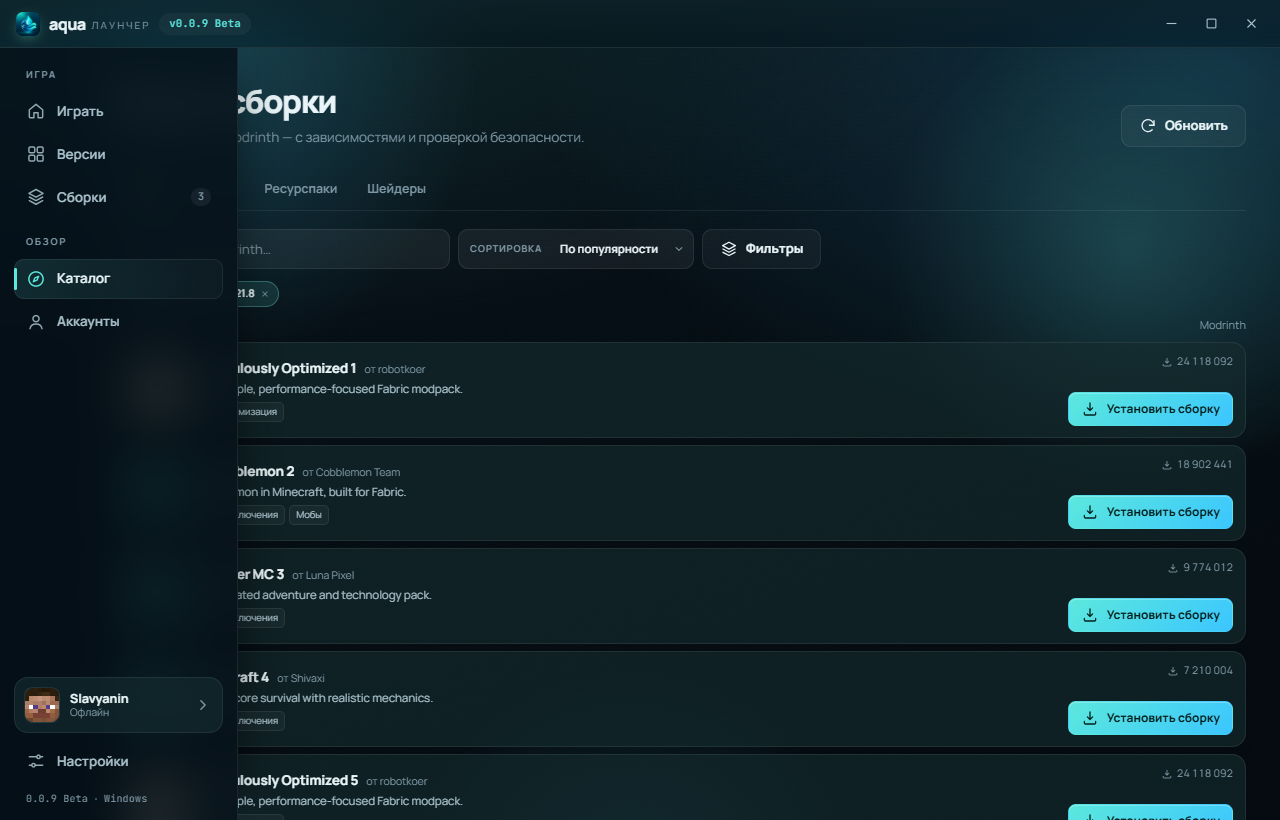 aqua ЛАУНЧЕР v0.0.9 Beta
ИГРА
Играть
Версии
Сборки 3
ОБЗОР
Каталог
Аккаунты
Slavyanin
Офлайн
Настройки
0.0.9 Beta · Windows
сборки
odrinth — с зависимостями и проверкой безопасности.
Обновить
Ресурспаки Шейдеры
rinth...
СОРТИРОВКА По популярности
Фильтры
21.8 ×
Modrinth
ulously Optimized 1 от robotkoer
24 118 092
ple, performance-focused Fabric modpack.
мизация
Установить сборку
blemon 2 от Cobblemon Team
18 902 441
mon in Minecraft, built for Fabric.
лючения Мобы
Установить сборку
er MC 3 от Luna Pixel
9 774 012
ated adventure and technology pack.
лючения
Установить сборку
raft 4 от Shivaxi
7 210 004
core survival with realistic mechanics.
лючения
Установить сборку
ulously Optimized 5 от robotkoer
24 118 092
ple, performance-focused Fabric modpack.
Установить сборку